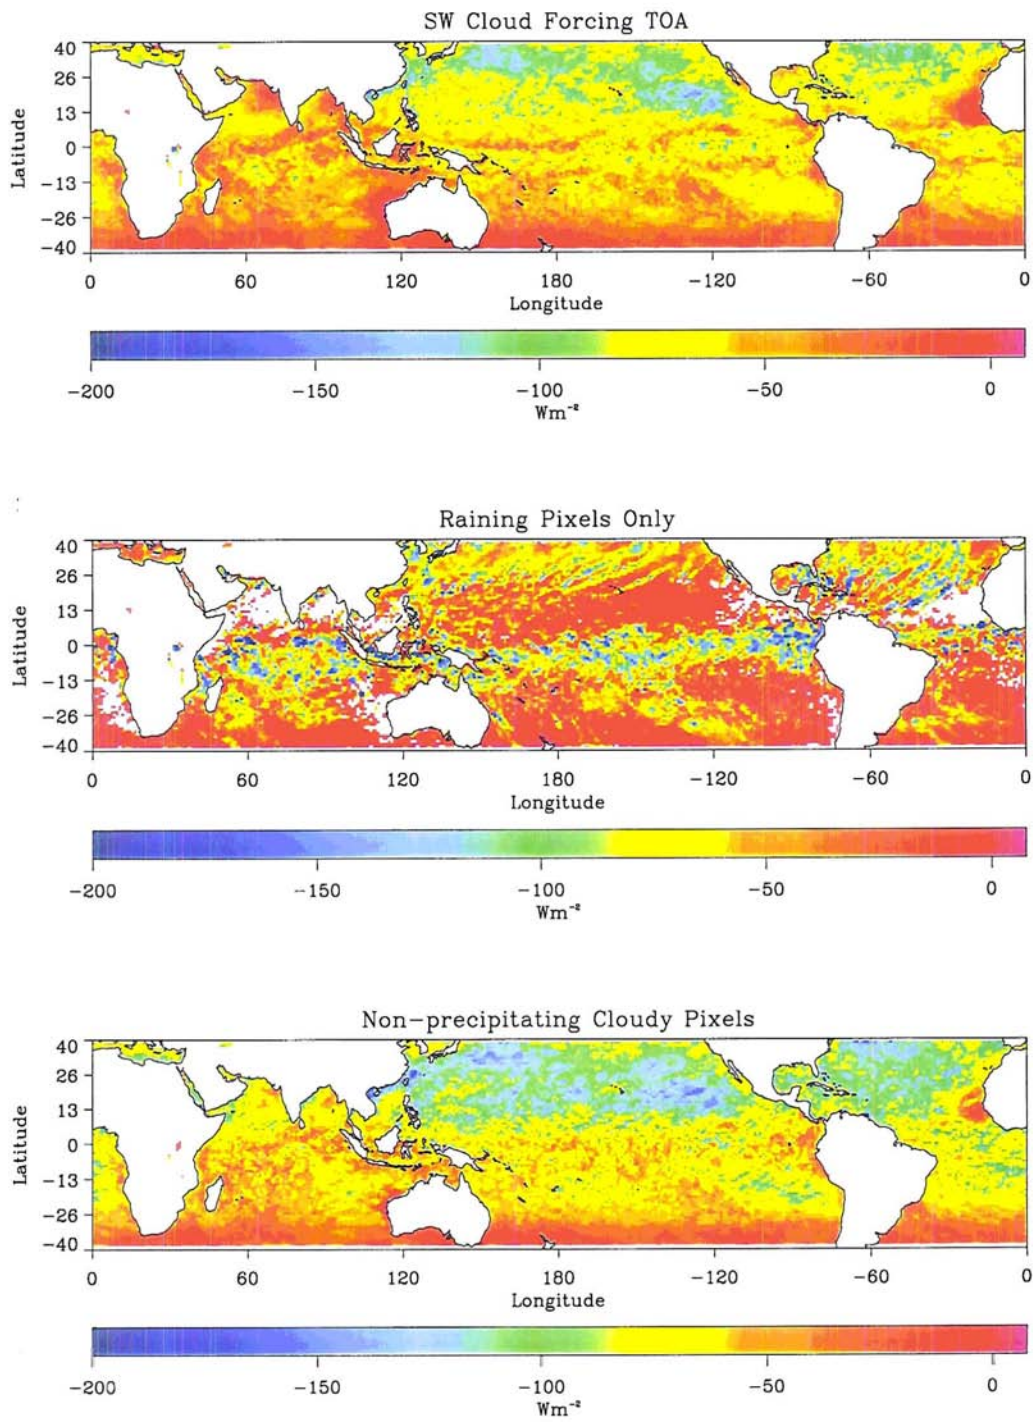 SW Cloud Forcing TOA
Latitude
40
26
13
0
−13
−26
−40
0 60 120 180 −120 −60 0
Longitude
−200 −150 −100 −50 0
Wm⁻²
Raining Pixels Only
Latitude
40
26
13
0
−13
−26
−40
0 60 120 180 −120 −60 0
Longitude
−200 −150 −100 −50 0
Wm⁻²
Non−precipitating Cloudy Pixels
Latitude
40
26
13
0
−13
−26
−40
0 60 120 180 −120 −60 0
Longitude
−200 −150 −100 −50 0
Wm⁻²